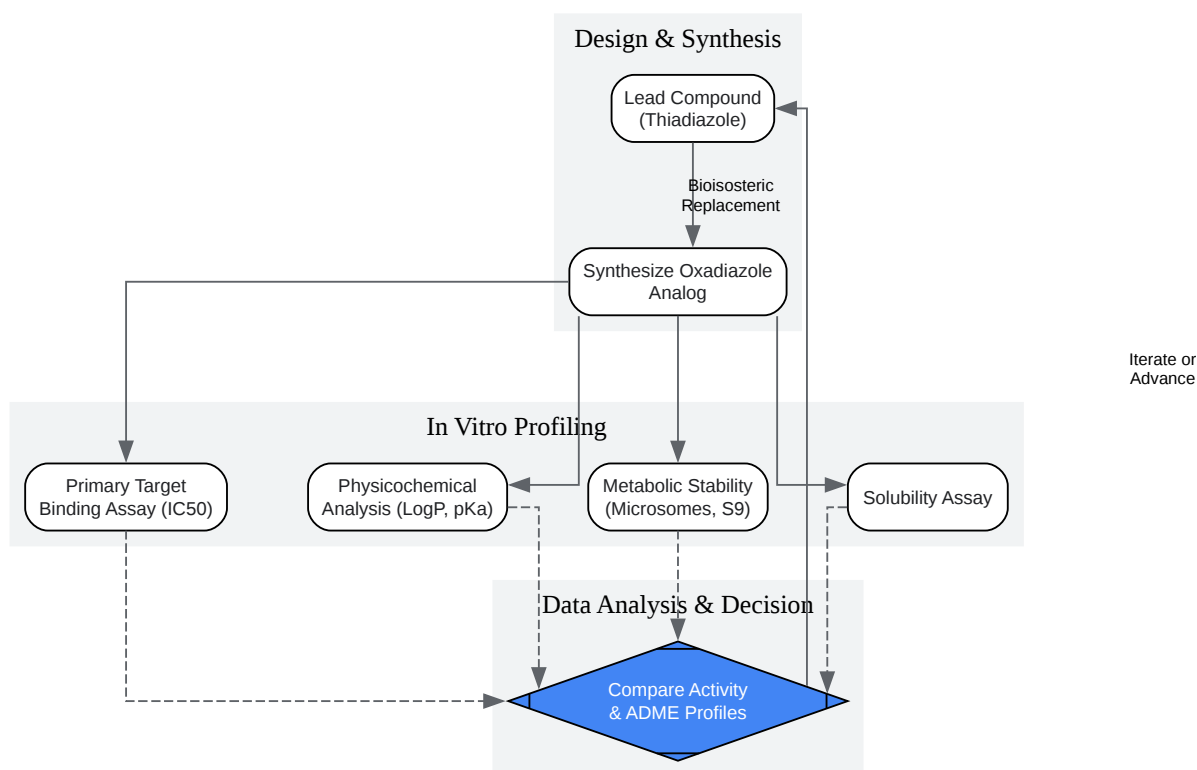 Design & Synthesis
Lead Compound
(Thiadiazole)
Bioisosteric
Replacement
Synthesize Oxadiazole
Analog
Iterate or
Advance
In Vitro Profiling
Primary Target
Binding Assay (IC50)
Physicochemical
Analysis (LogP, pKa)
Metabolic Stability
(Microsomes, S9)
Solubility Assay
Data Analysis & Decision
Compare Activity
& ADME Profiles